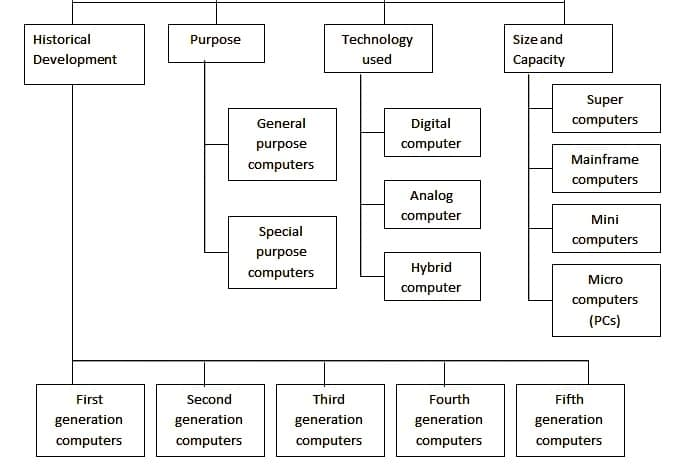 Historical
Development
Purpose
Technology
used
Size and
Capacity
General
purpose
computers
Special
purpose
computers
Digital
computer
Analog
computer
Hybrid
computer
Super
computers
Mainframe
computers
Mini
computers
Micro
computers
(PCs)
First
generation
computers
Second
generation
computers
Third
generation
computers
Fourth
generation
computers
Fifth
generation
computers